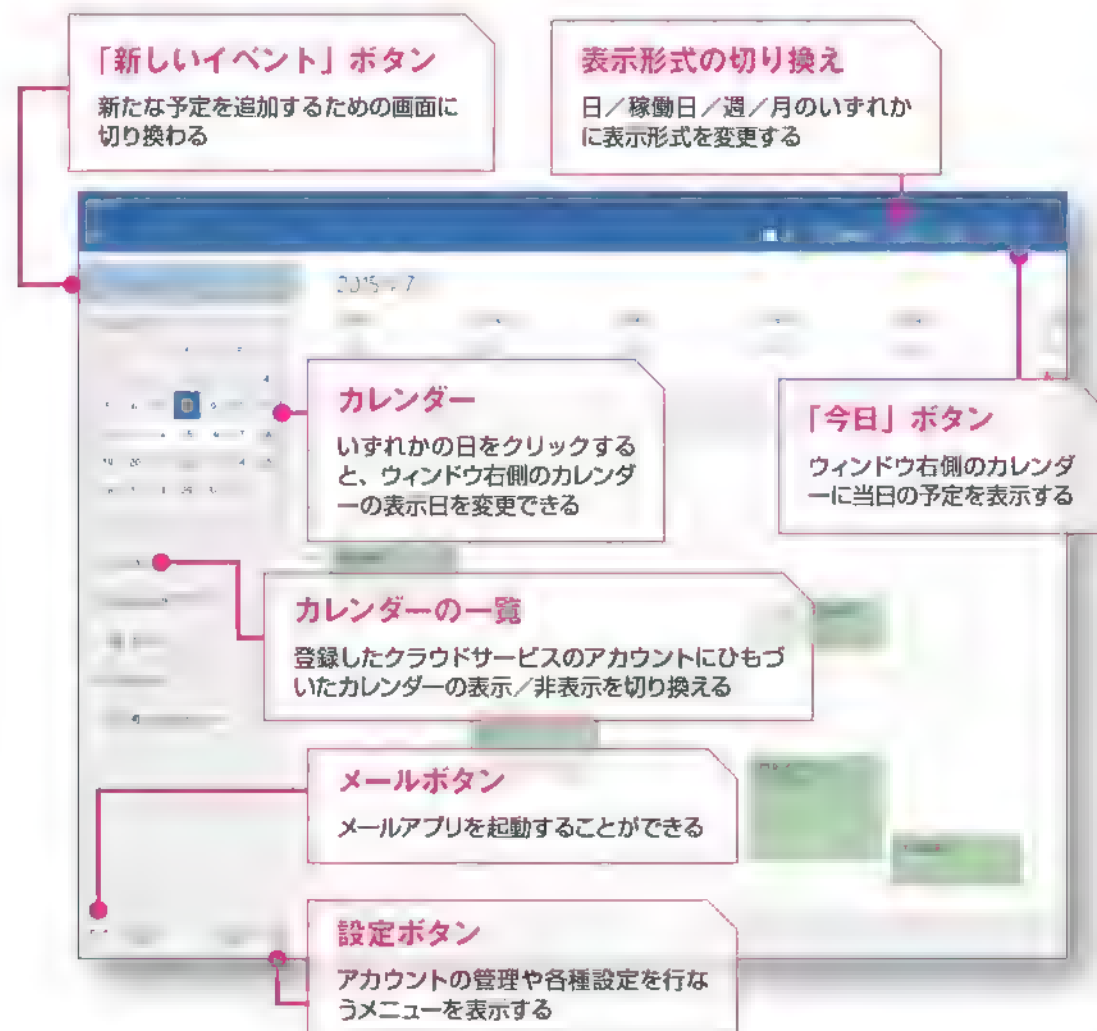 「新しいイベント」ボタン
新たな予定を追加するための画面に
切り換わる
表示形式の切り換え
日／稼働日／週／月のいずれか
に表示形式を変更する
カレンダー
いずれかの日をクリックする
と、ウィンドウ右側のカレンダ
ーの表示日を変更できる
「今日」ボタン
ウィンドウ右側のカレンダ
ーに当日の予定を表示する
カレンダーの一覧
登録したクラウドサービスのアカウントにひもづ
いたカレンダーの表示／非表示を切り換える
メールボタン
メールアプリを起動することができる
設定ボタン
アカウントの管理や各種設定を行な
うメニューを表示する